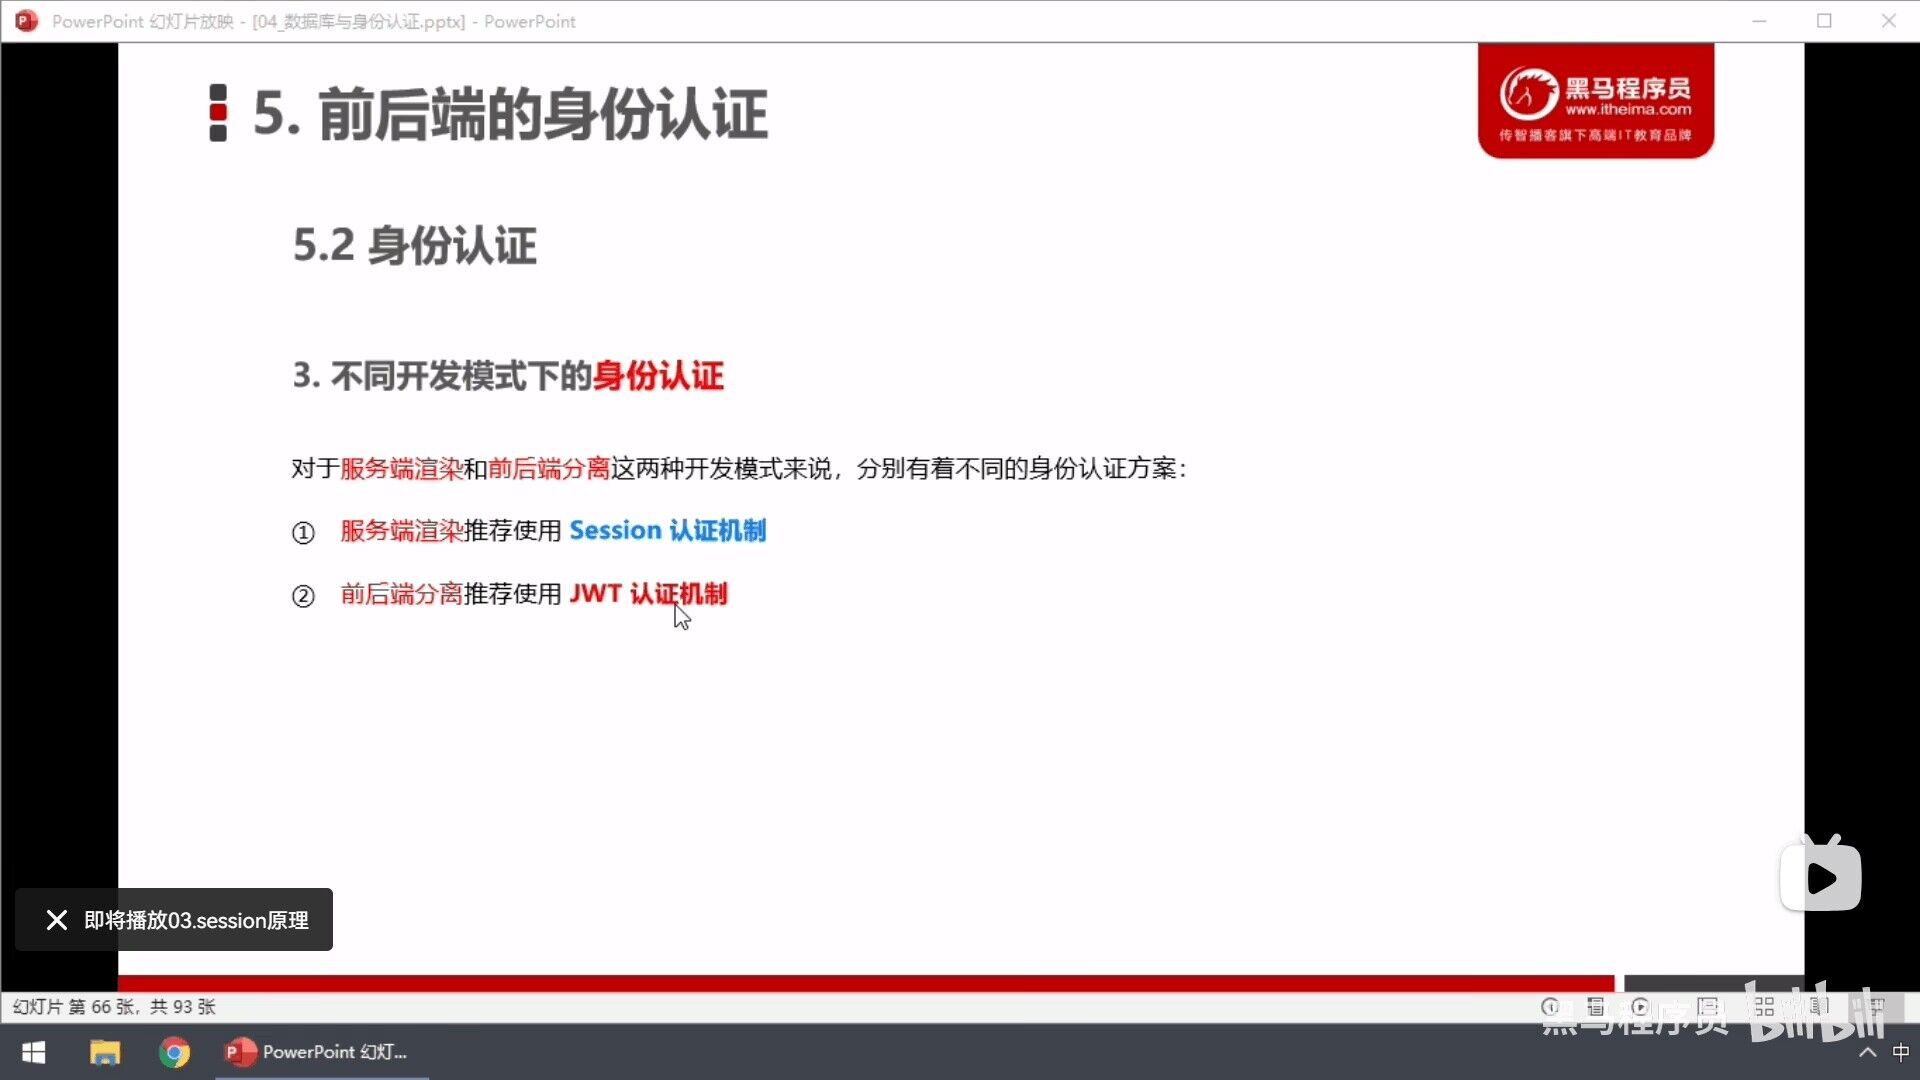 PowerPoint 幻灯片放映 - [04_数据库与身份认证.pptx] - PowerPoint
5. 前后端的身份认证
黑马程序员
www.itheima.com
传智播客旗下高端IT教育品牌
5.2 身份认证
3. 不同开发模式下的身份认证
对于服务端渲染和前后端分离这两种开发模式来说，分别有着不同的身份认证方案：
① 服务端渲染推荐使用 Session 认证机制
② 前后端分离推荐使用 JWT 认证机制
即将播放03.session原理
幻灯片 第 66 张，共 93 张
黑马程序员 bilibili
PowerPoint 幻灯...
中